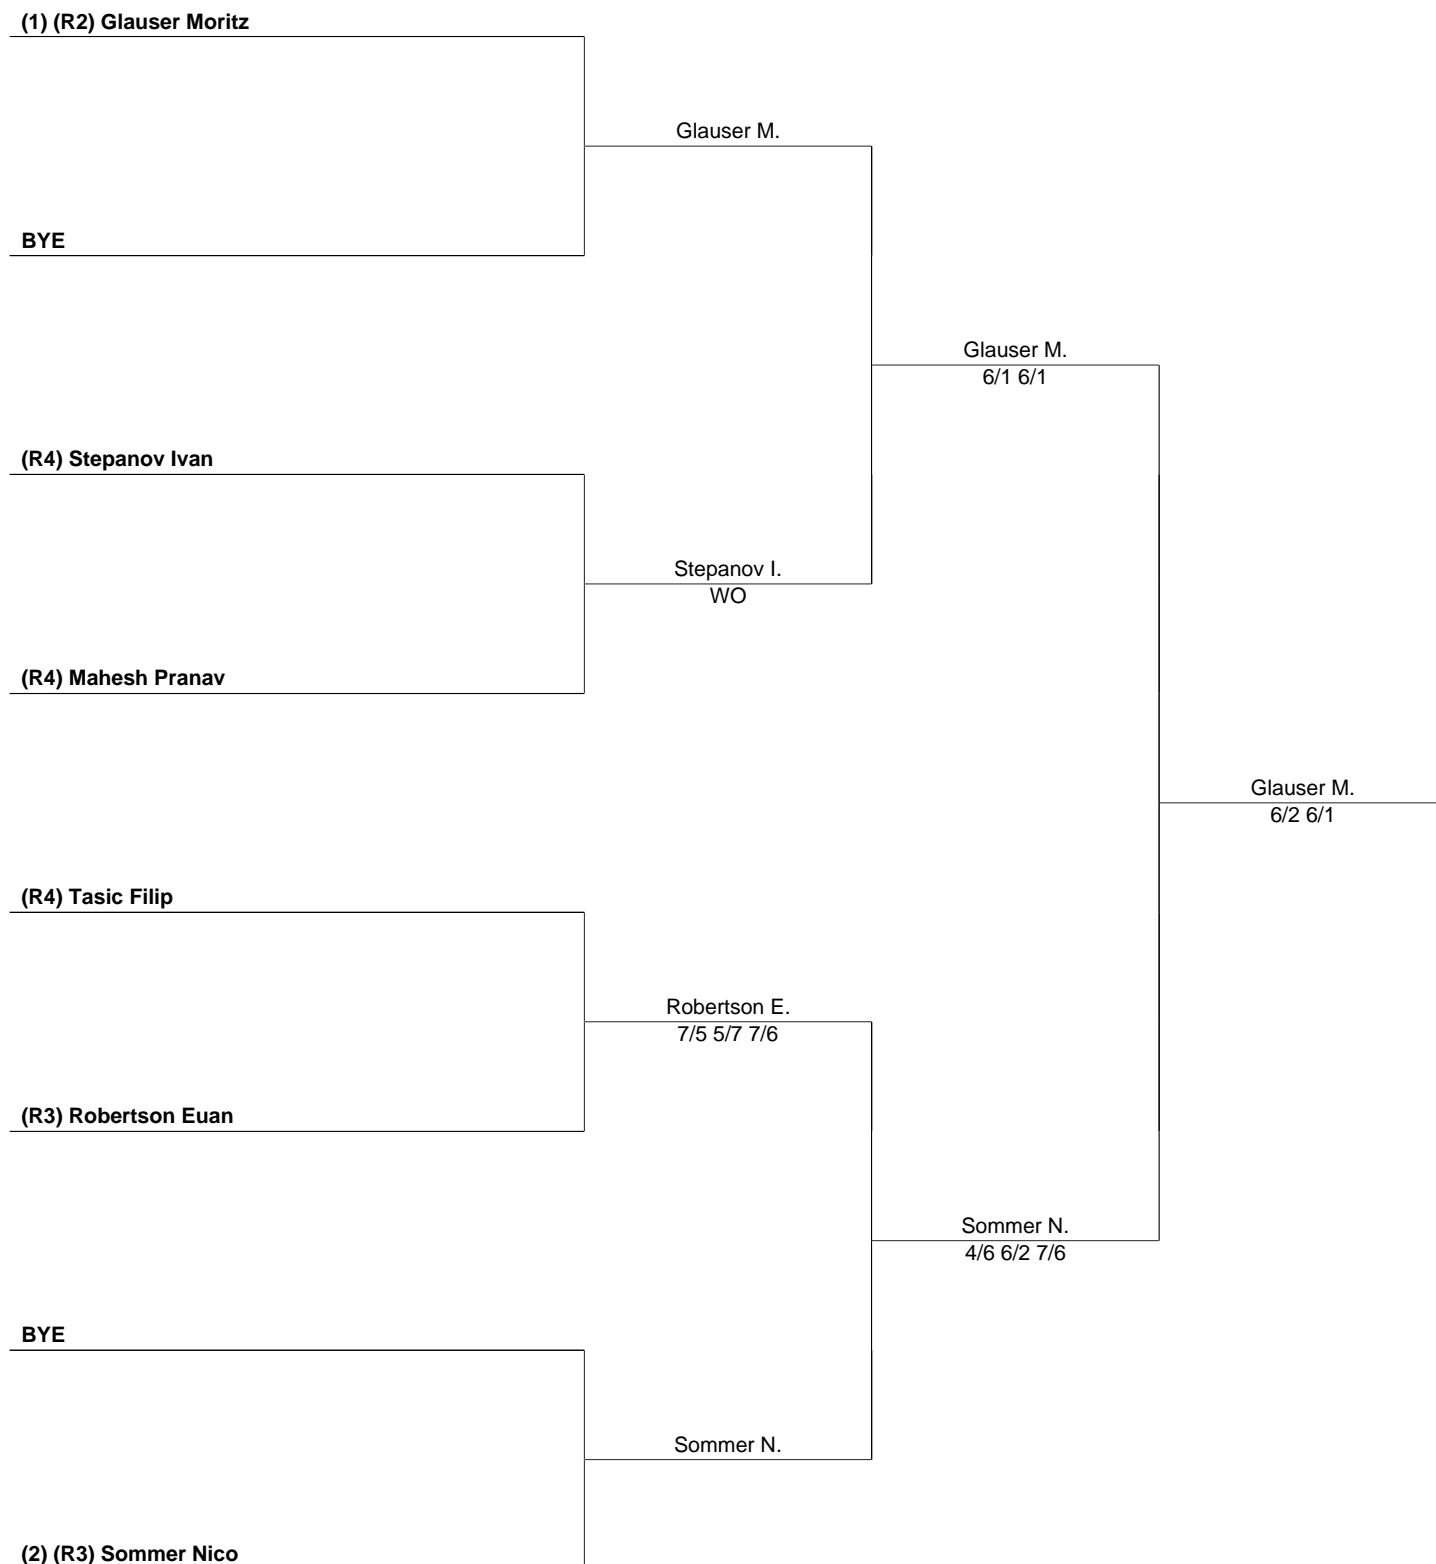 (1) (R2) Glauser Moritz
Glauser M.
BYE
Glauser M.
6/1 6/1
(R4) Stepanov Ivan
Stepanov I.
WO
(R4) Mahesh Pranav
Glauser M.
6/2 6/1
(R4) Tasic Filip
Robertson E.
7/5 5/7 7/6
(R3) Robertson Euan
Sommer N.
4/6 6/2 7/6
BYE
Sommer N.
(2) (R3) Sommer Nico